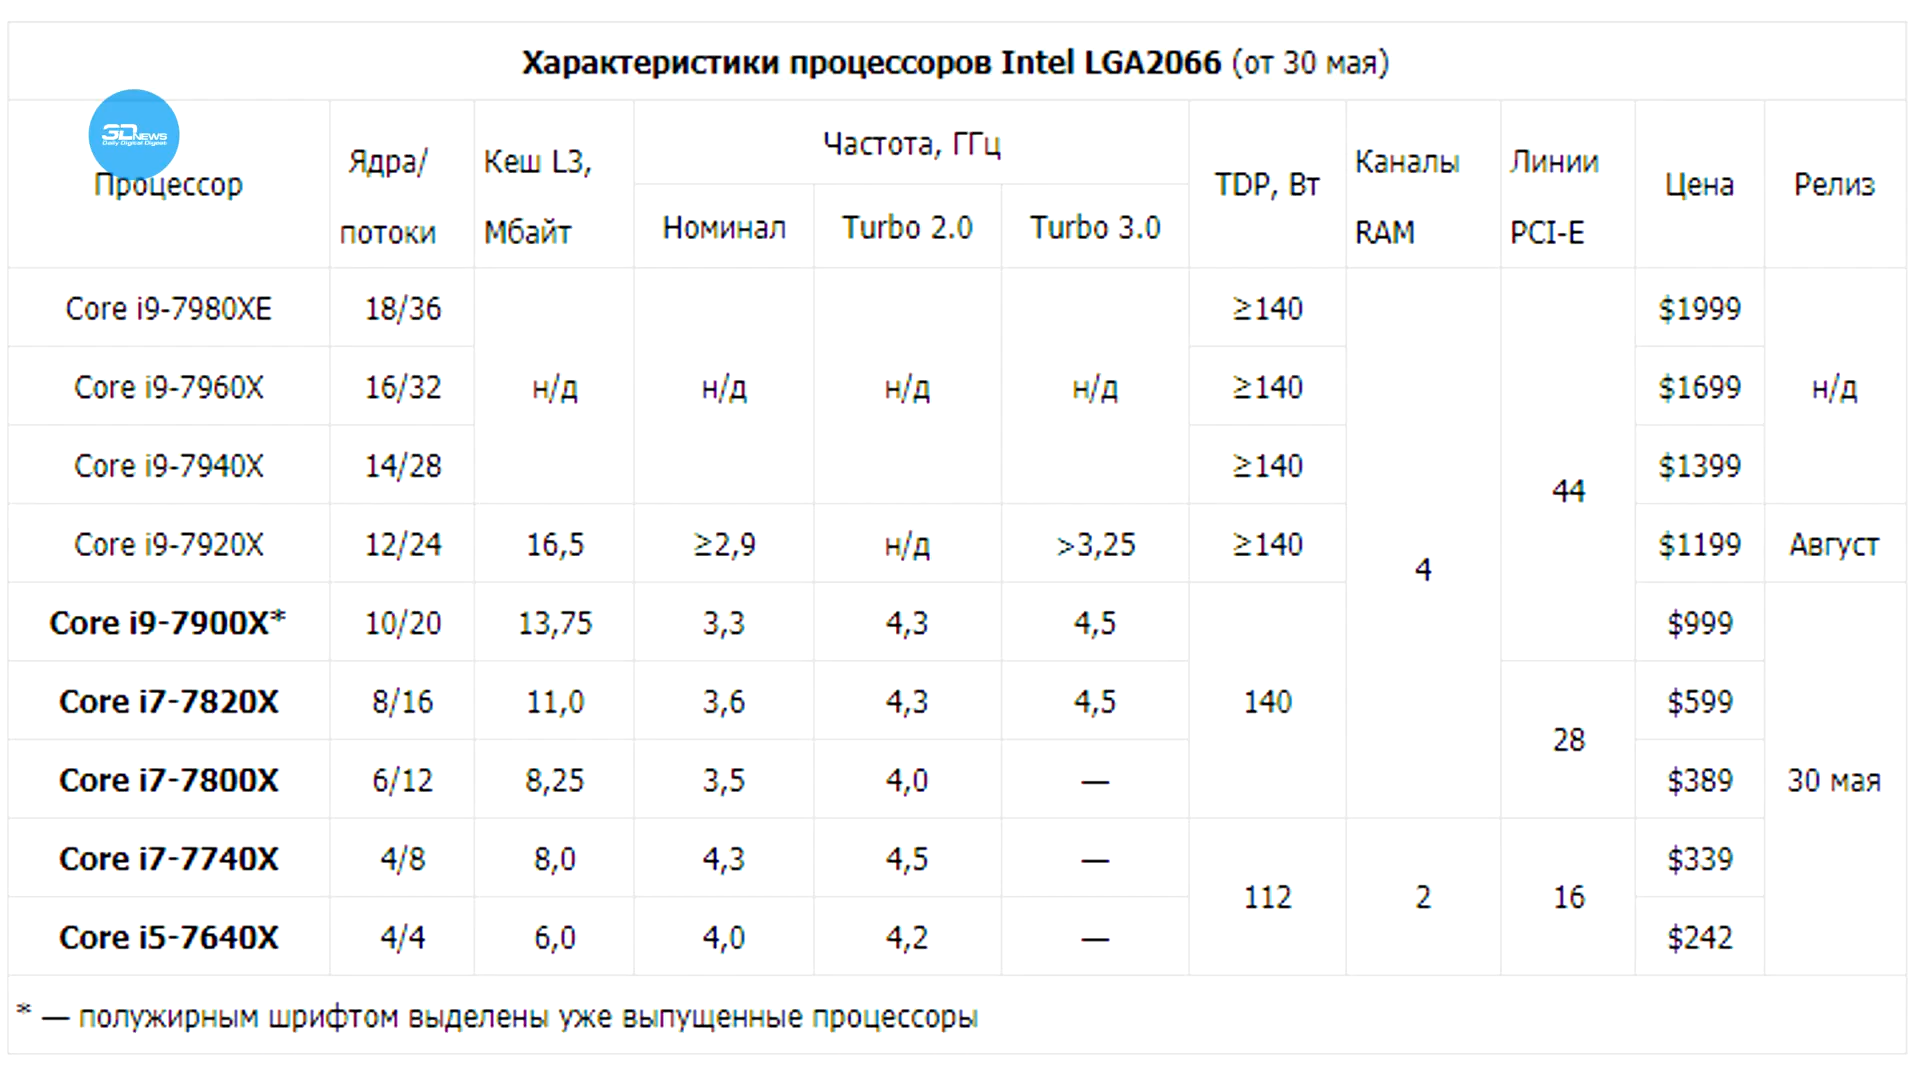 Характеристики процессоров Intel LGA2066 (от 30 мая)
3DNEWS
Daily Digital Digest
Процессор
Ядра/
потоки
Кеш L3,
Мбайт
Частота, ГГц
Номинал
Turbo 2.0
Turbo 3.0
TDP, Вт
Каналы
RAM
Линии
PCI-E
Цена
Релиз
Core i9-7980XE 18/36 ≥140 $1999
Core i9-7960X 16/32 н/д н/д н/д н/д ≥140 $1699 н/д
Core i9-7940X 14/28 ≥140 $1399
44
Core i9-7920X 12/24 16,5 ≥2,9 н/д >3,25 ≥140 $1199 Август
4
Core i9-7900X* 10/20 13,75 3,3 4,3 4,5 $999
Core i7-7820X 8/16 11,0 3,6 4,3 4,5 140 $599
28
Core i7-7800X 6/12 8,25 3,5 4,0 — $389 30 мая
Core i7-7740X 4/8 8,0 4,3 4,5 — $339
112 2 16
Core i5-7640X 4/4 6,0 4,0 4,2 — $242
* — полужирным шрифтом выделены уже выпущенные процессоры